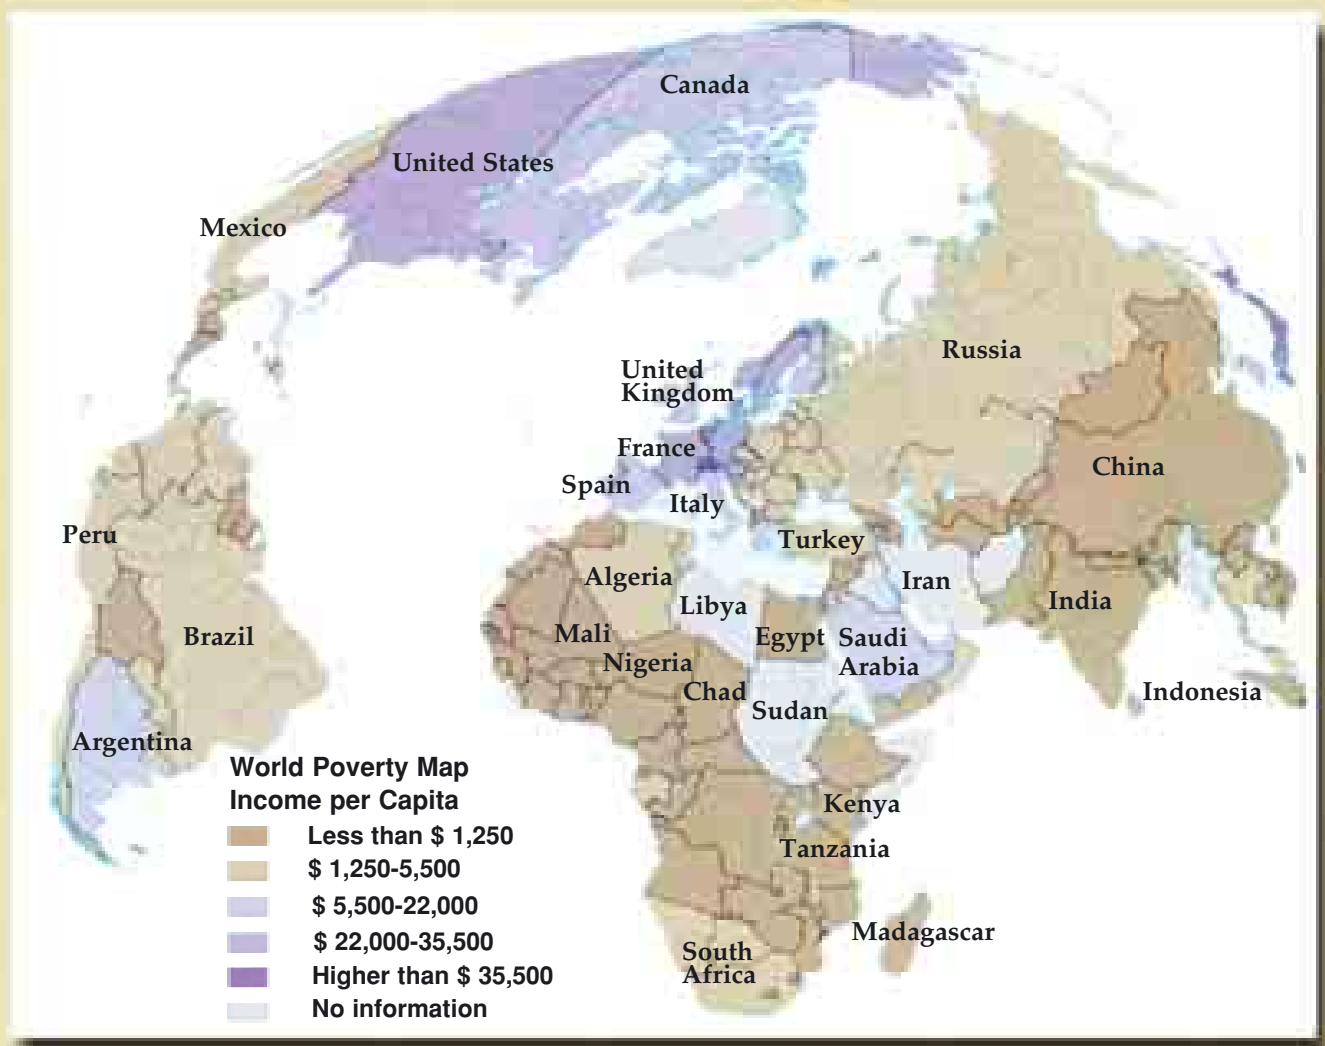 Canada
United States
Mexico
Russia
United
Kingdom
France
China
Spain
Italy
Peru
Turkey
Algeria
Iran
Libya
India
Mali
Egypt
Saudi
Arabia
Brazil
Nigeria
Chad
Indonesia
Sudan
Argentina
World Poverty Map
Income per Capita
Less than $ 1,250
$ 1,250-5,500
$ 5,500-22,000
$ 22,000-35,500
Higher than $ 35,500
No information
Kenya
Tanzania
Madagascar
South
Africa